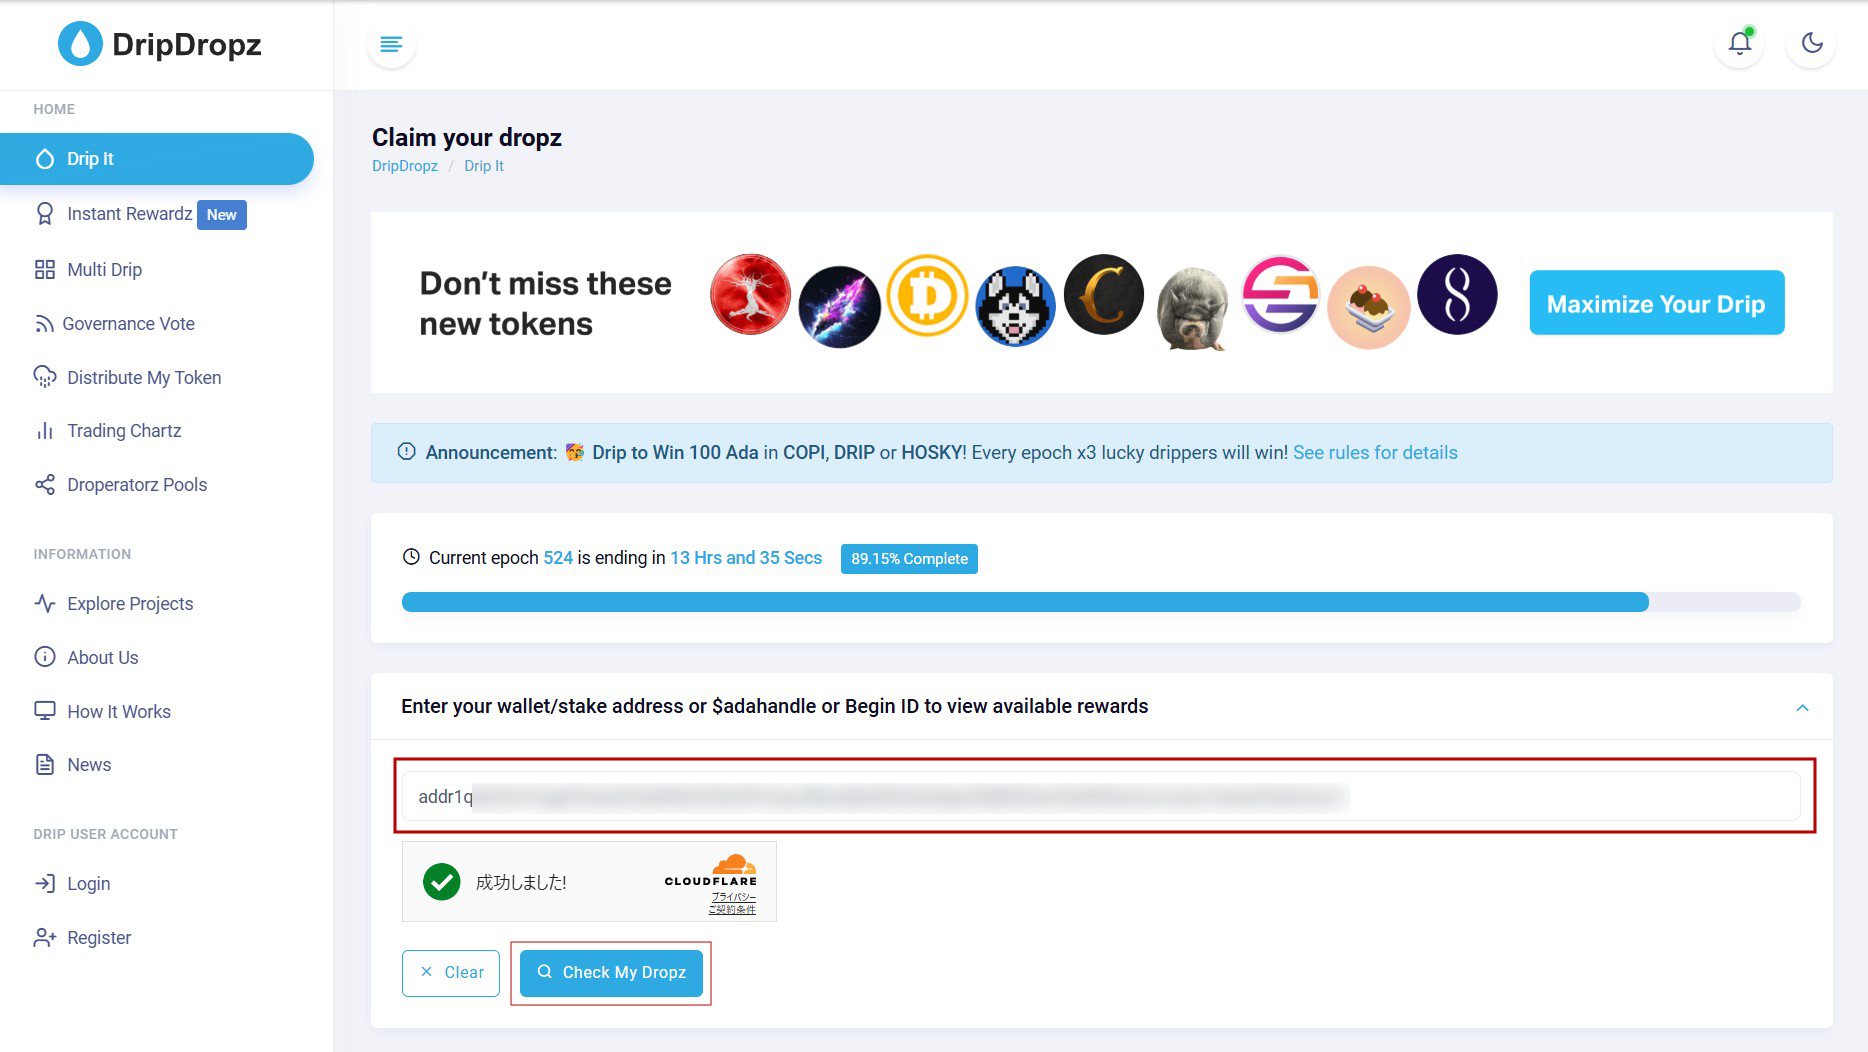 DripDropz
HOME
Drip It
Instant Rewardz New
Multi Drip
Governance Vote
Distribute My Token
Trading Chartz
Droperatorz Pools
INFORMATION
Explore Projects
About Us
How It Works
News
DRIP USER ACCOUNT
Login
Register
Claim your dropz
DripDropz / Drip It
Don't miss these
new tokens
Maximize Your Drip
Announcement: 🥳 Drip to Win 100 Ada in COPI, DRIP or HOSKY! Every epoch x3 lucky drippers will win! See rules for details
Current epoch 524 is ending in 13 Hrs and 35 Secs 89.15% Complete
Enter your wallet/stake address or $adahandle or Begin ID to view available rewards
addr1q
成功しました!
CLOUDFLARE
プライバシー
ご契約条件
Clear
Check My Dropz